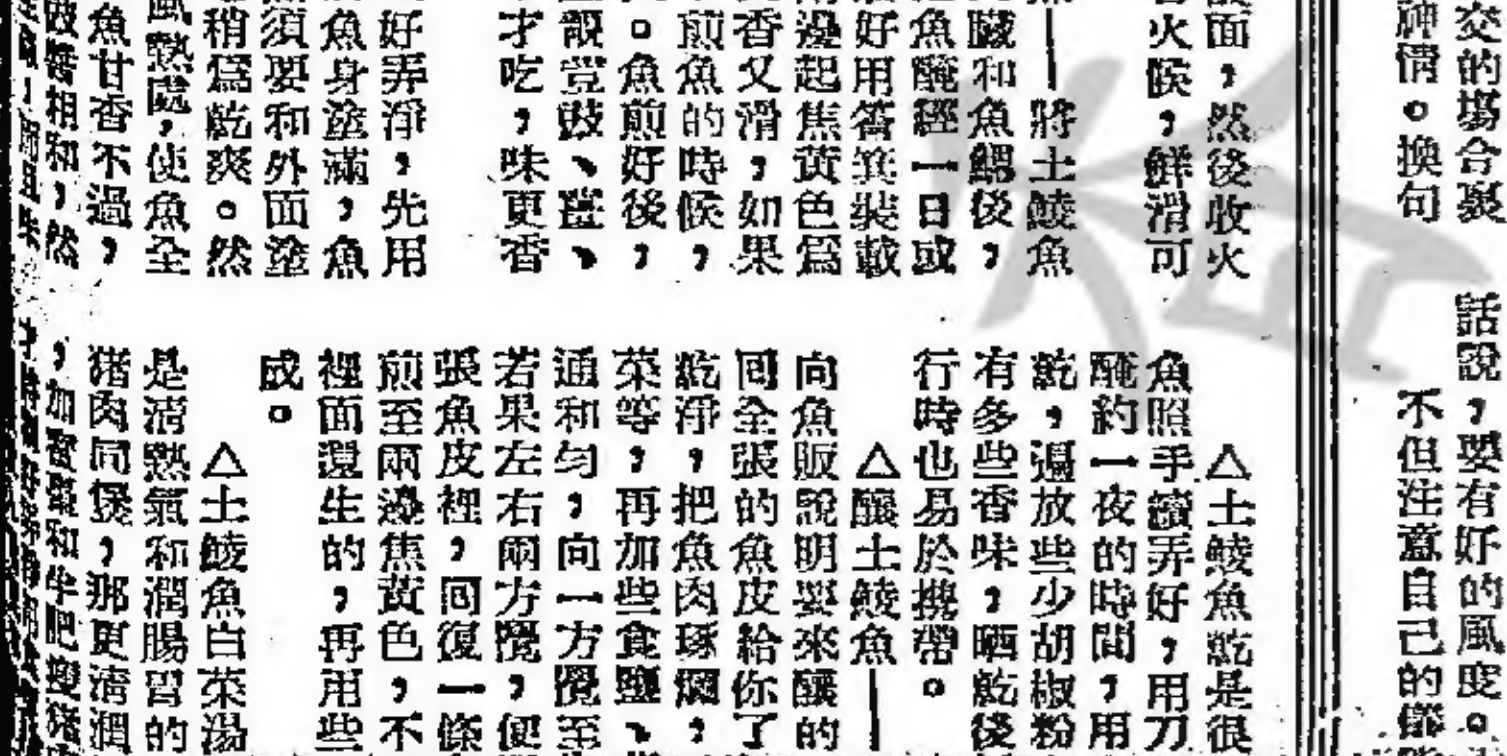 交的場合裂
神情。換句
話說,要有好的風度。
不但注意自己的儀
面,然後收火
火候,鮮滑可
將土鯪魚
臟和魚鰓後,
魚醃經一日或
好用筲箕裝載
邊起焦黃色爲
香又滑,如果
煎魚的時候,
。魚煎好後,
豆豉、薑、
才吃,味更香
好弄淨,先用
魚身塗滿,魚
須要和外面塗
稍爲乾爽。然
風熱處,使魚全
魚甘香不過,
相和,然
△土鯪魚乾是很
魚照手續弄好,用刀
醃約一夜的時間,用
乾,遍放些少胡椒粉
有多些香味,晒乾後
行時也易於携帶。
△釀土鯪魚—
向魚販說明要來釀的
同全張的魚皮給你了
乾淨,把魚肉琢爛,
菜等,再加些食鹽、
通和勻,向一方攪至
若果左右兩方攪,便
張魚皮裡,回復一條
煎至兩邊焦黃色,不
裡面還生的,再用些
成。
△土鯪魚白菜湯
是清熱氣和潤腸胃的
猪肉同煲,那更清潤